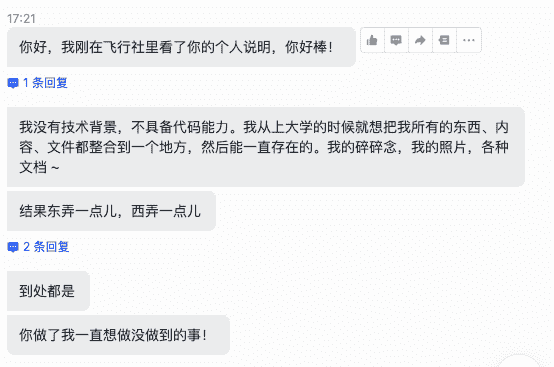 17:21
你好，我刚在飞行社里看了你的个人说明，你好棒！
1 条回复
我没有技术背景，不具备代码能力。我从上大学的时候就想把我所有的东西、内
容、文件都整合到一个地方，然后能一直存在的。我的碎碎念，我的照片，各种
文档 ~
结果东弄一点儿，西弄一点儿
2 条回复
到处都是
你做了我一直想做没做到的事！